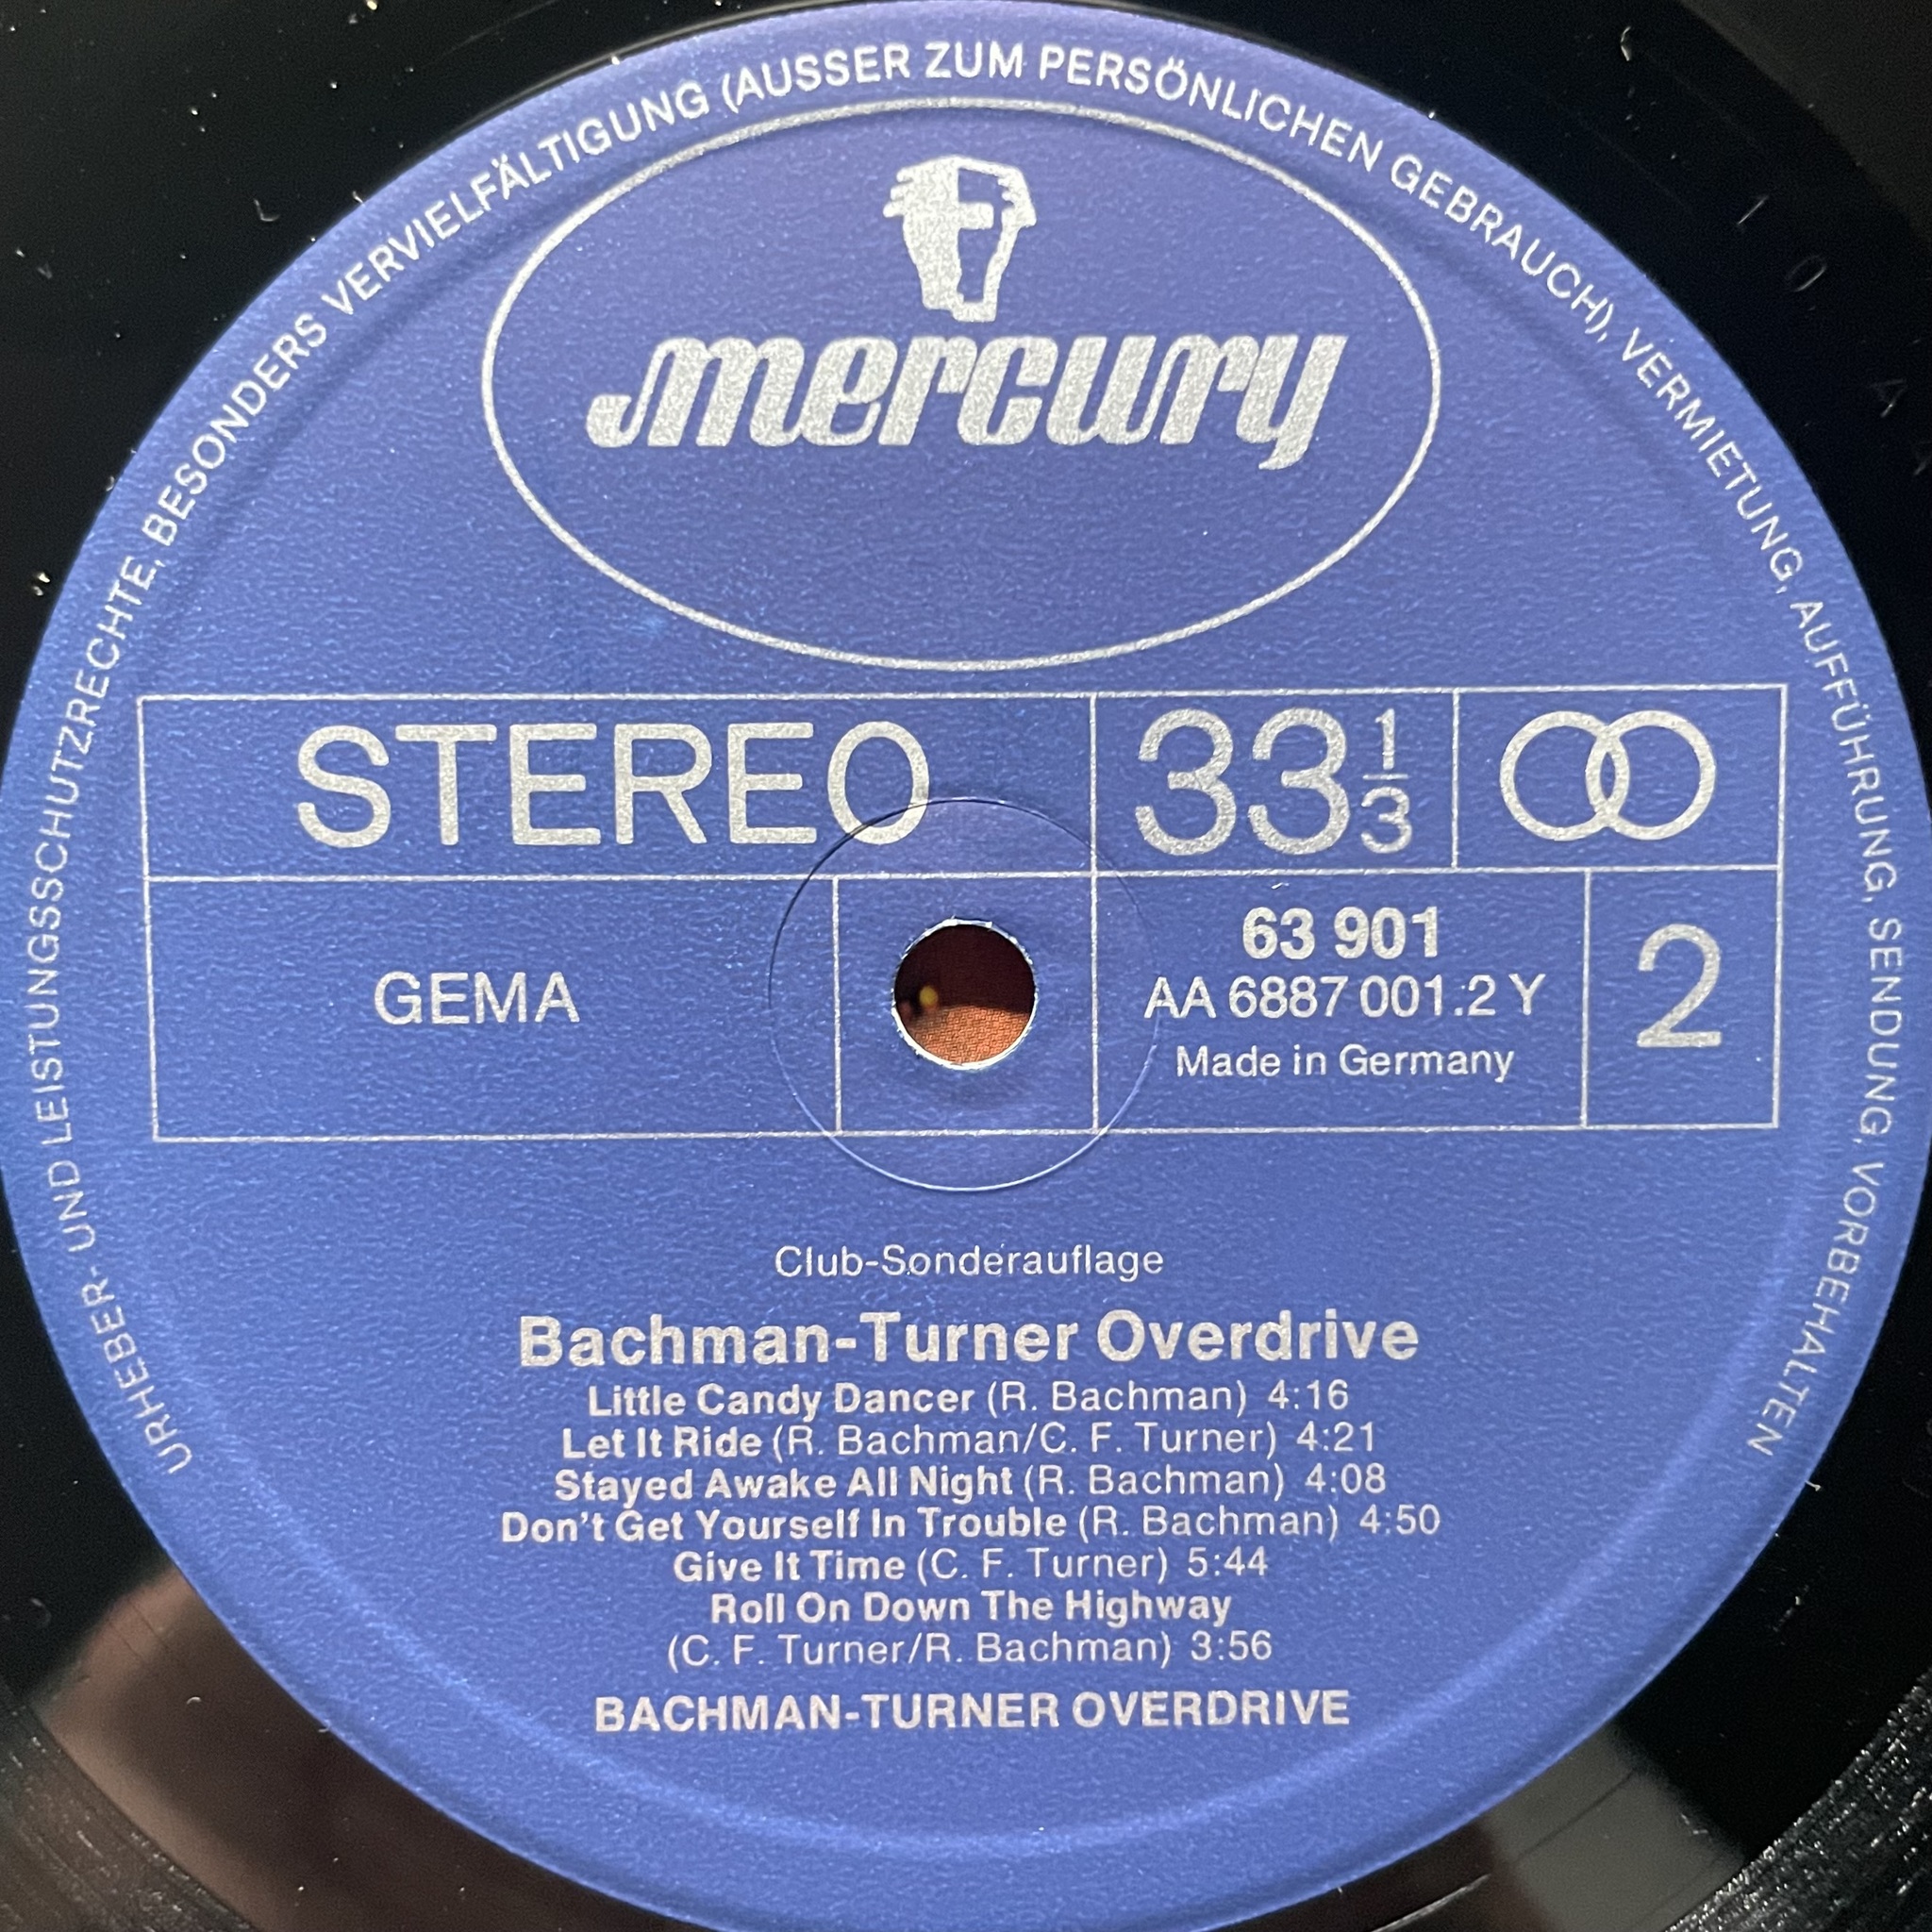 URHEBER- UND LEISTUNGSSCHUTZRECHTE, BESONDERS VERVIELFÄLTIGUNG (AUSSER ZUM PERSÖNLICHEN GEBRAUCH), VERMIETUNG, AUFFÜHRUNG, SENDUNG, VORBEHALTEN
mercury
STEREO 33 1/3
GEMA
63 901
AA 6887 001.2 Y
Made in Germany
2
Club-Sonderauflage
Bachman-Turner Overdrive
Little Candy Dancer (R. Bachman) 4:16
Let It Ride (R. Bachman/C. F. Turner) 4:21
Stayed Awake All Night (R. Bachman) 4:08
Don't Get Yourself In Trouble (R. Bachman) 4:50
Give It Time (C. F. Turner) 5:44
Roll On Down The Highway
(C. F. Turner/R. Bachman) 3:56
BACHMAN-TURNER OVERDRIVE